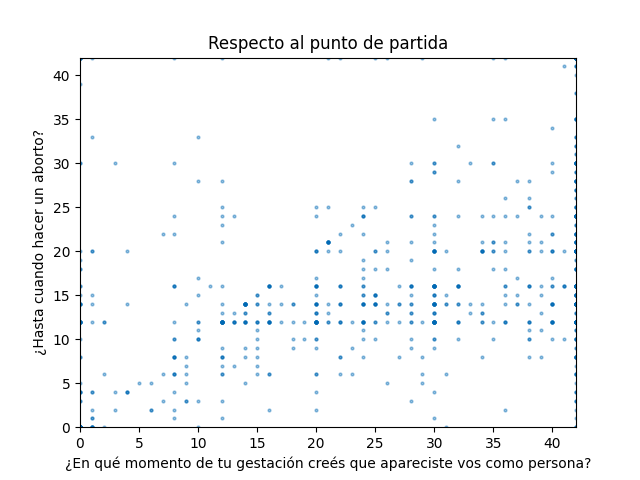 Respecto al punto de partida
¿Hasta cuando hacer un aborto?
40
35
30
25
20
15
10
5
0
0 5 10 15 20 25 30 35 40
¿En qué momento de tu gestación creés que apareciste vos como persona?